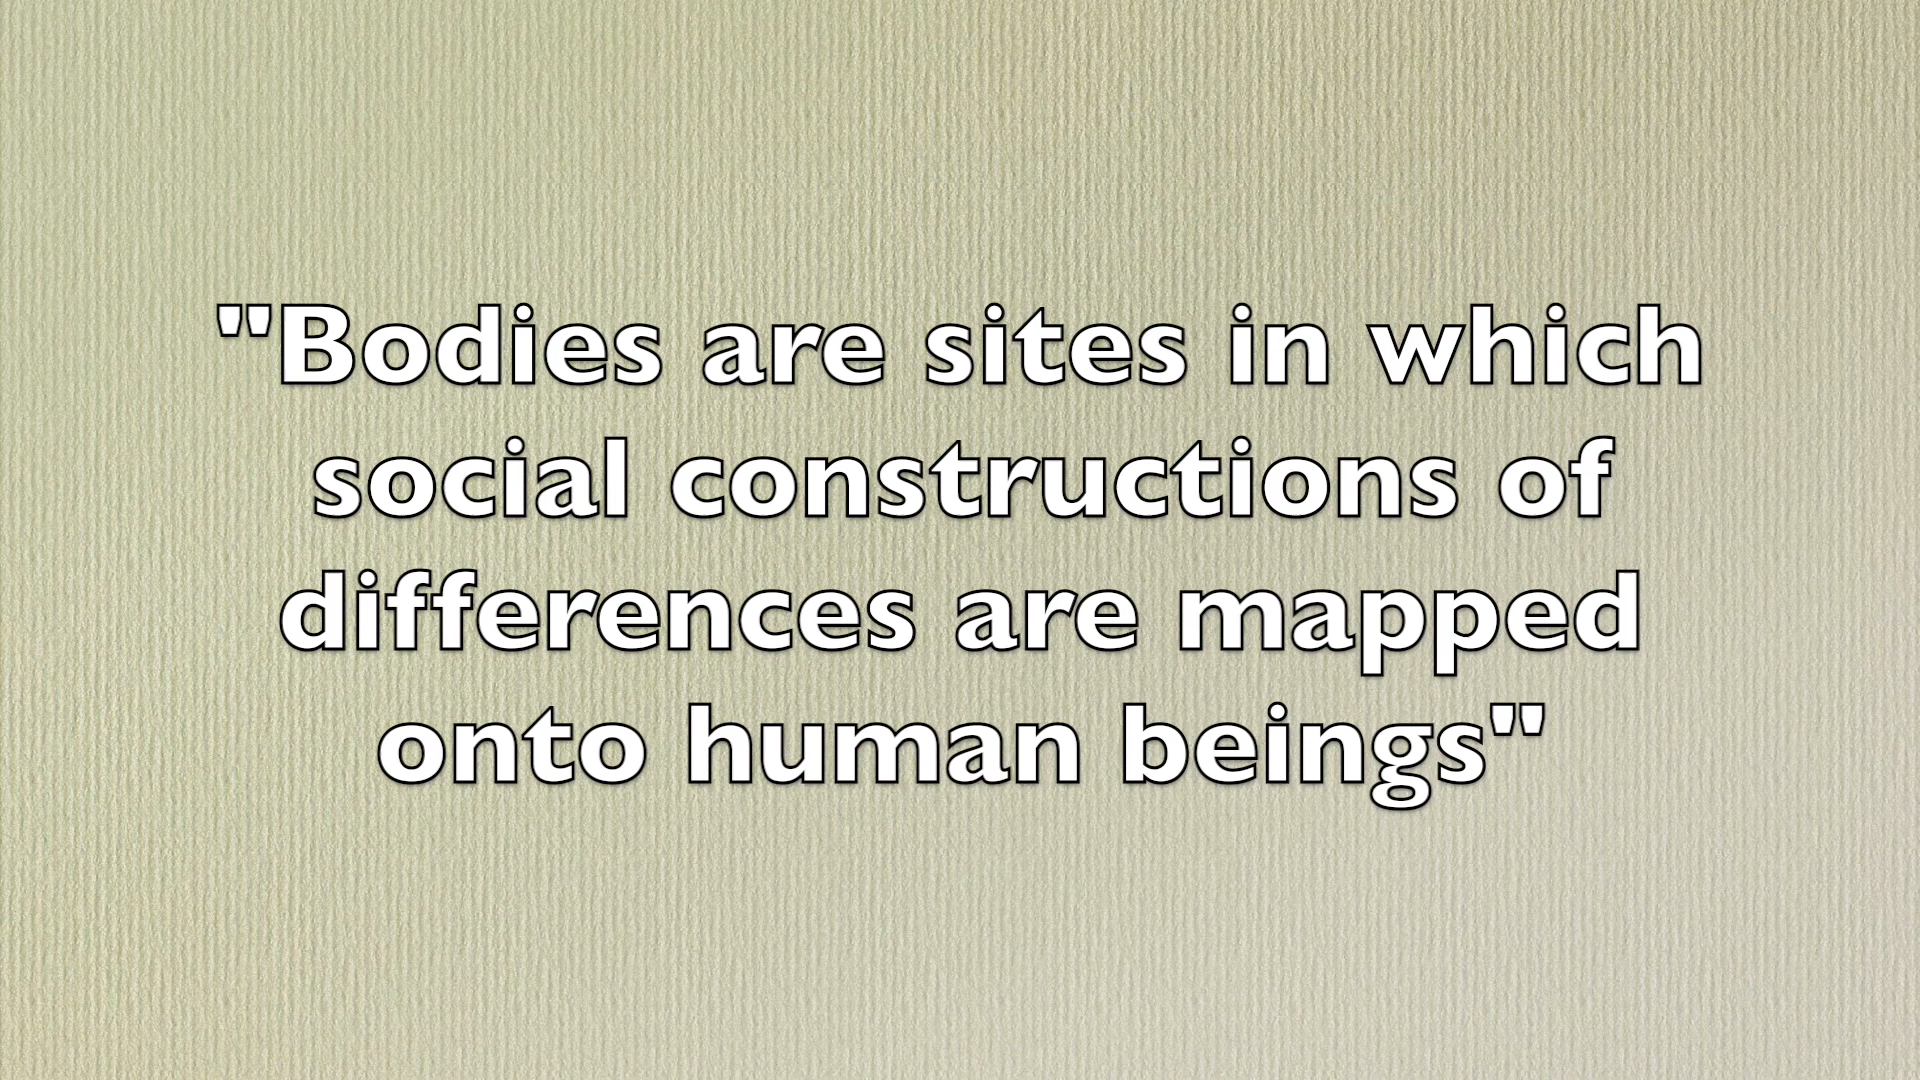 "Bodies are sites in which
social constructions of
differences are mapped
onto human beings"